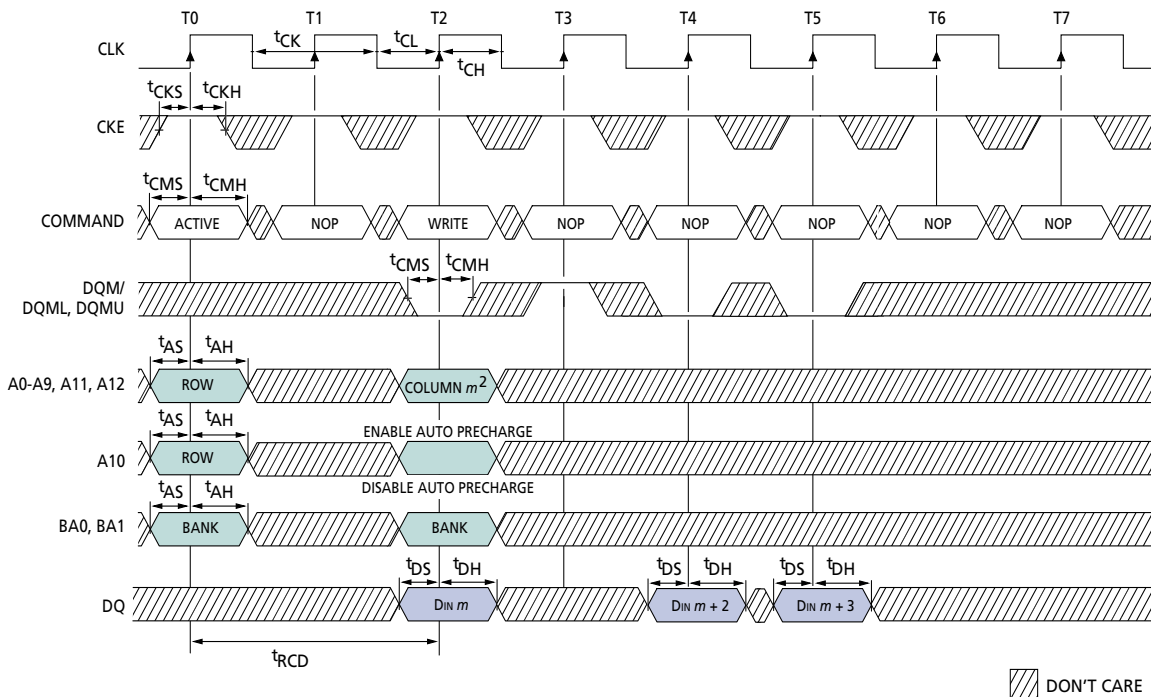 T0 T1 T2 T3 T4 T5 T6 T7
CLK
tCK tCL
tCH
tCKS tCKH
CKE
tCMS tCMH
COMMAND ACTIVE NOP WRITE NOP NOP NOP NOP NOP
tCMS tCMH
DQM/
DQML, DQMU
tAS tAH
A0-A9, A11, A12 ROW COLUMN m2
tAS tAH ENABLE AUTO PRECHARGE
A10 ROW
tAS tAH DISABLE AUTO PRECHARGE
BA0, BA1 BANK BANK
tDS tDH tDS tDH tDS tDH
DQ DIN m DIN m + 2 DIN m + 3
tRCD
DON'T CARE